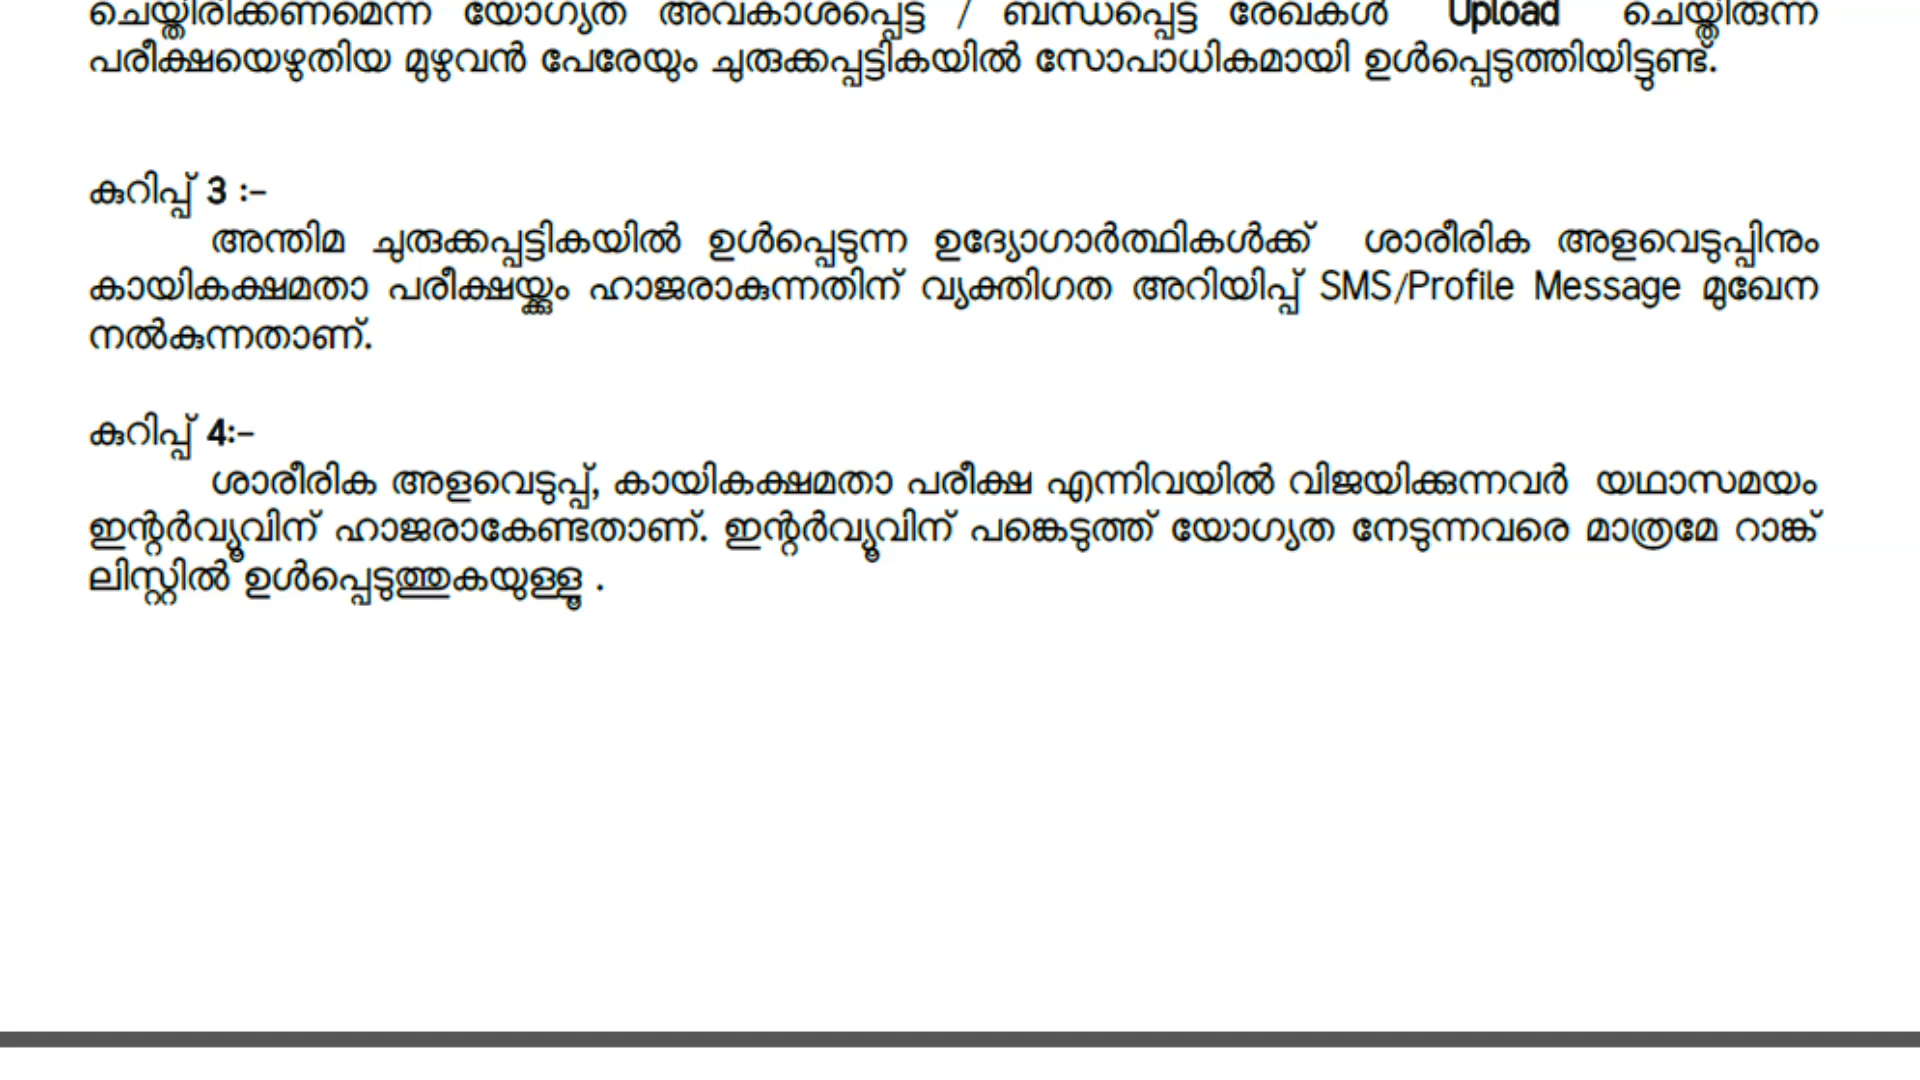 ചെയ്തിരിക്കണമെന്ന യോഗ്യത അവകാശപ്പെട്ട / ബന്ധപ്പെട്ട രേഖകൾ Upload ചെയ്തിരുന്ന
പരീക്ഷയെഴുതിയ മുഴുവൻ പേരേയും ചുരുക്കപ്പട്ടികയിൽ സോപാധികമായി ഉൾപ്പെടുത്തിയിട്ടുണ്ട്.
കുറിപ്പ് 3 :-
അന്തിമ ചുരുക്കപ്പട്ടികയിൽ ഉൾപ്പെടുന്ന ഉദ്യോഗാർത്ഥികൾക്ക് ശാരീരിക അളവെടുപ്പിനും
കായികക്ഷമതാ പരീക്ഷയ്ക്കും ഹാജരാകുന്നതിന് വ്യക്തിഗത അറിയിപ്പ് SMS/Profile Message മുഖേന
നൽകുന്നതാണ്.
കുറിപ്പ് 4:-
ശാരീരിക അളവെടുപ്പ്, കായികക്ഷമതാ പരീക്ഷ എന്നിവയിൽ വിജയിക്കുന്നവർ യഥാസമയം
ഇന്റർവ്യൂവിന് ഹാജരാകേണ്ടതാണ്. ഇന്റർവ്യൂവിന് പങ്കെടുത്ത് യോഗ്യത നേടുന്നവരെ മാത്രമേ റാങ്ക്
ലിസ്റ്റിൽ ഉൾപ്പെടുത്തുകയുള്ളൂ .